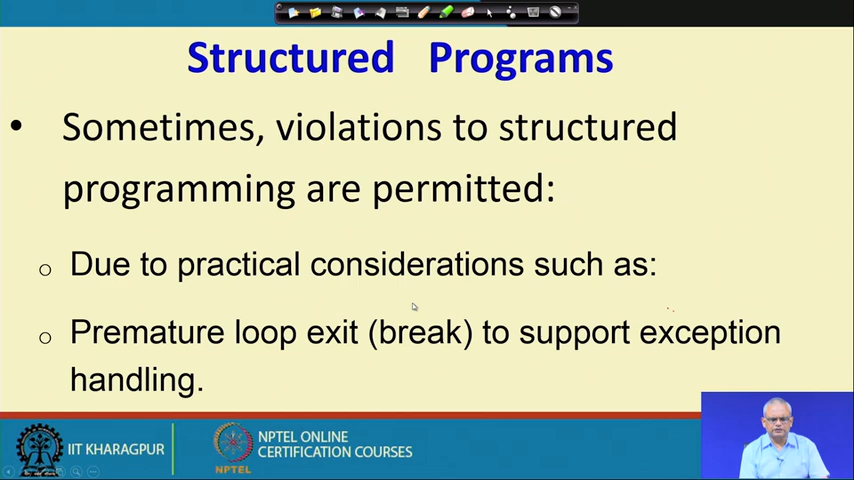 Structured Programs
• Sometimes, violations to structured
programming are permitted:
o Due to practical considerations such as:
o Premature loop exit (break) to support exception
handling.
IIT KHARAGPUR
NPTEL
NPTEL ONLINE
CERTIFICATION COURSES